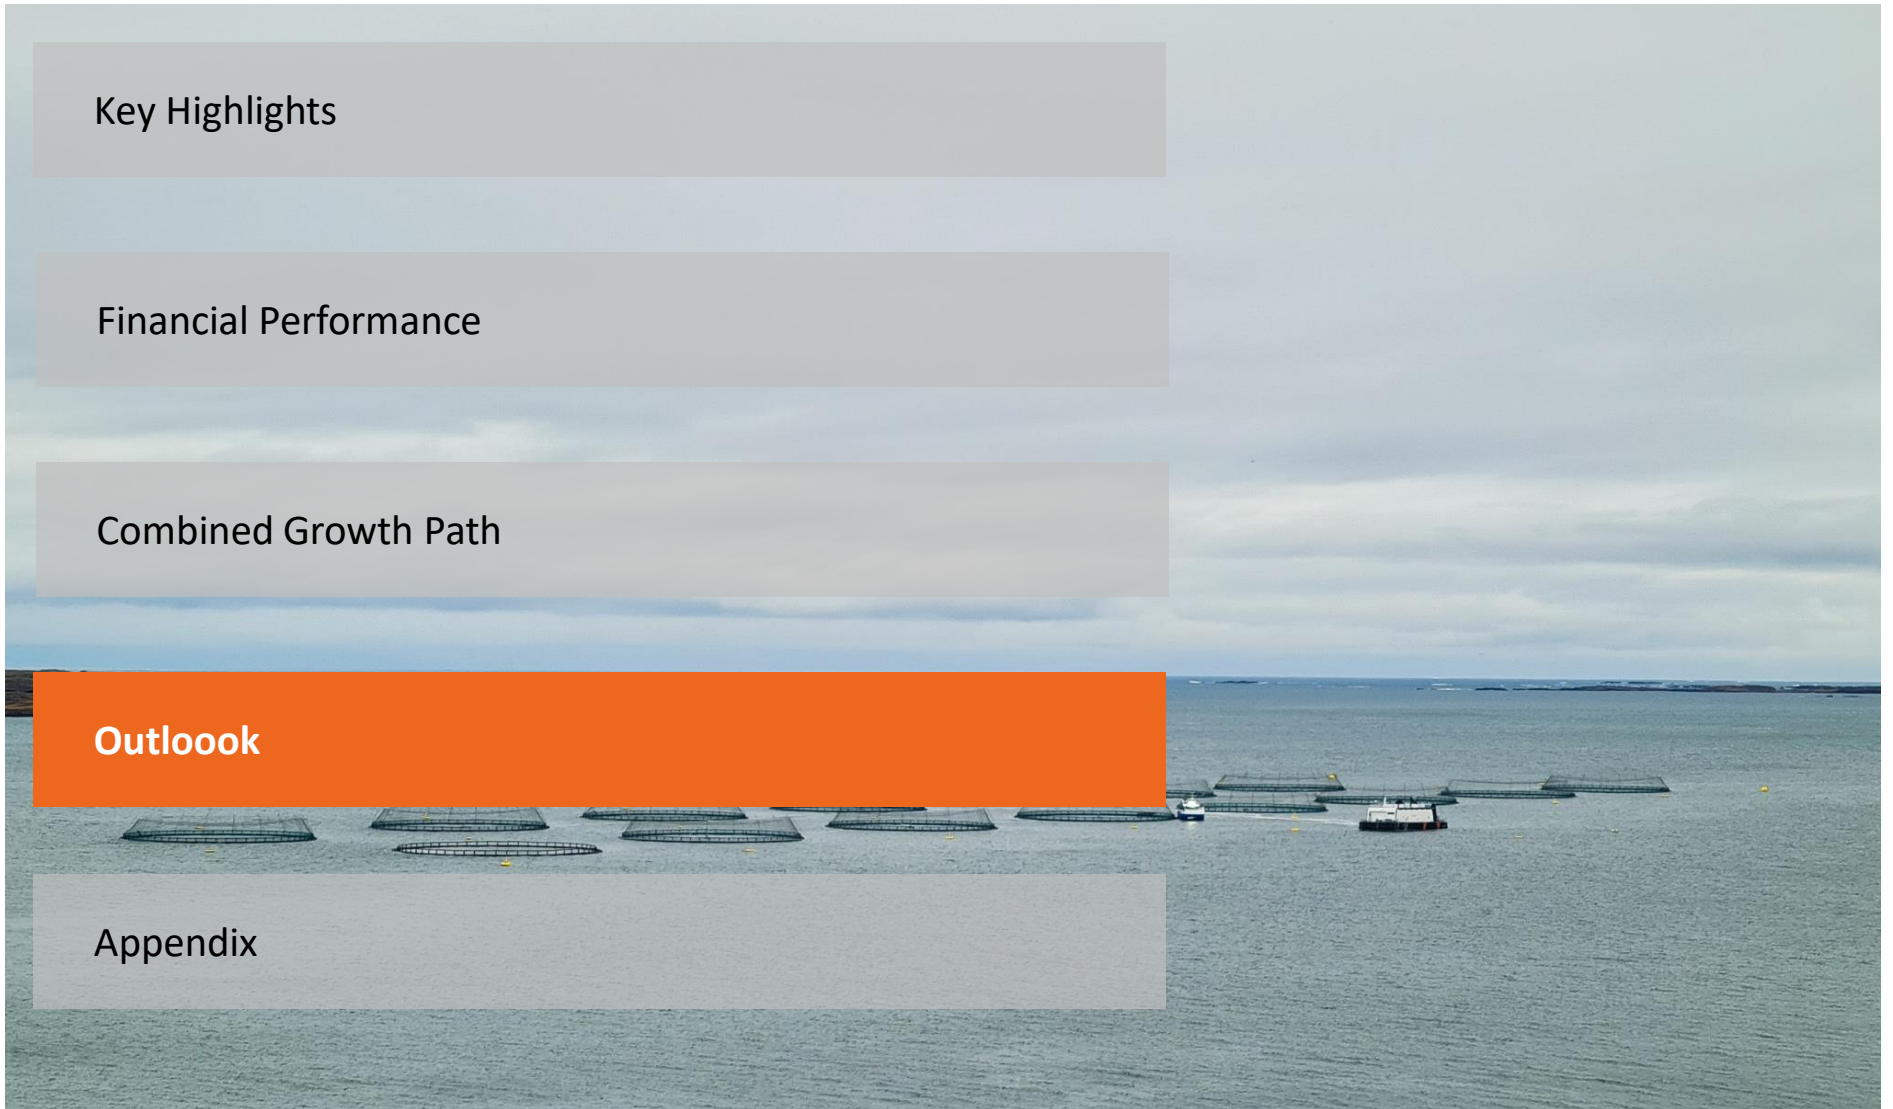 Key Highlights
Financial Performance
Combined Growth Path
Outloook
Appendix